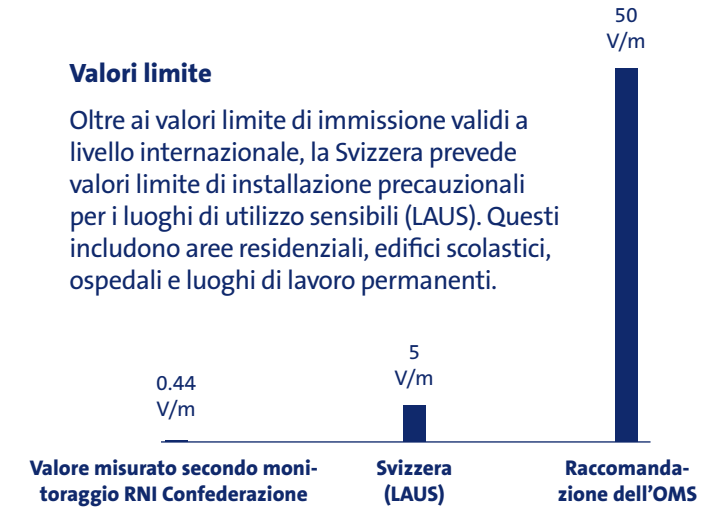 50
V/m
Valori limite
Oltre ai valori limite di immissione validi a
livello internazionale, la Svizzera prevede
valori limite di installazione precauzionali
per i luoghi di utilizzo sensibili (LAUS). Questi
includono aree residenziali, edifici scolastici,
ospedali e luoghi di lavoro permanenti.
0.44
V/m
5
V/m
Valore misurato secondo moni-
toraggio RNI Confederazione
Svizzera
(LAUS)
Raccomanda-
zione dell’OMS